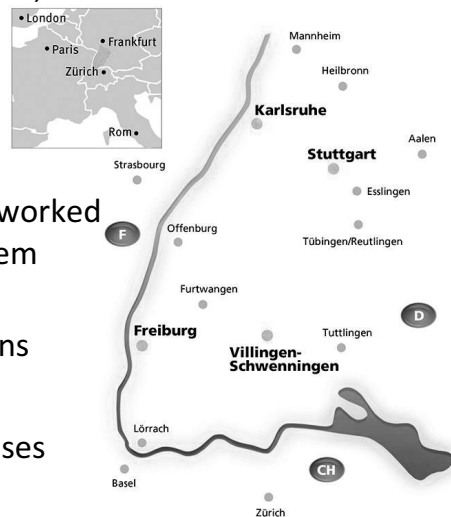 London
Paris
Frankfurt
Zürich
Rom
Mannheim
Heilbronn
Karlsruhe
Stuttgart
Aalen
Strasbourg
Esslingen
worked
F
Offenburg
Tübingen/Reutlingen
em
Furtwangen
D
ns
Freiburg
Villingen-
Schwenningen
Tuttlingen
Lörrach
ses
Basel
CH
Zürich